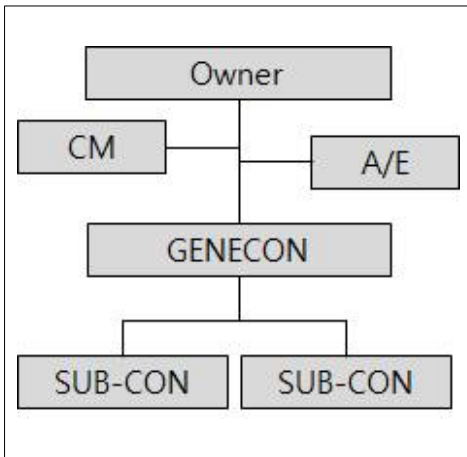 Owner
CM
A/E
GENECON
SUB-CON
SUB-CON